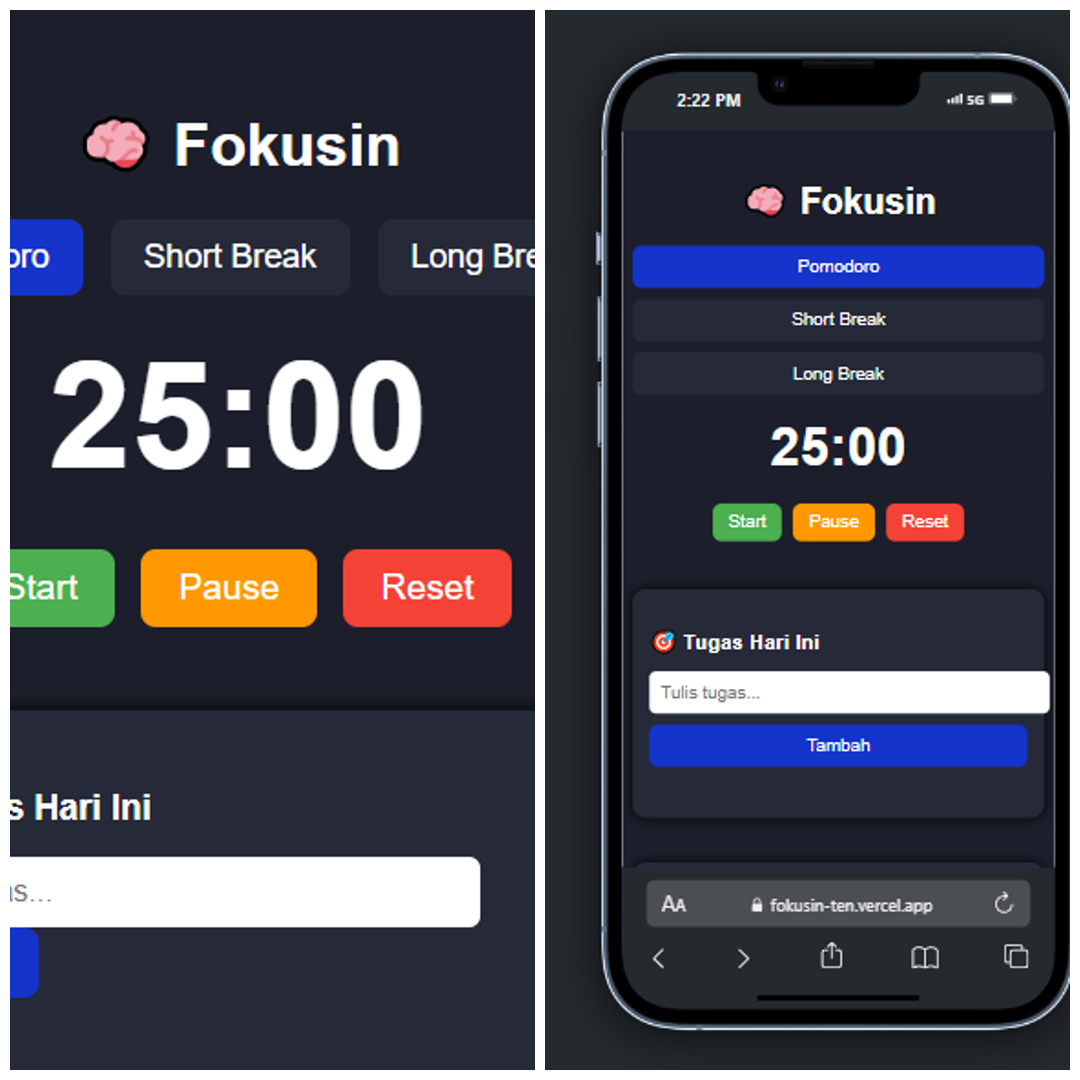 Fokusin
oro
Short Break
Long Bre
25:00
Start
Pause
Reset
s Hari Ini
as...
2:22 PM
5G
Fokusin
Pomodoro
Short Break
Long Break
25:00
Start
Pause
Reset
Tugas Hari Ini
Tulis tugas...
Tambah
AA
fokusin-ten.vercel.app